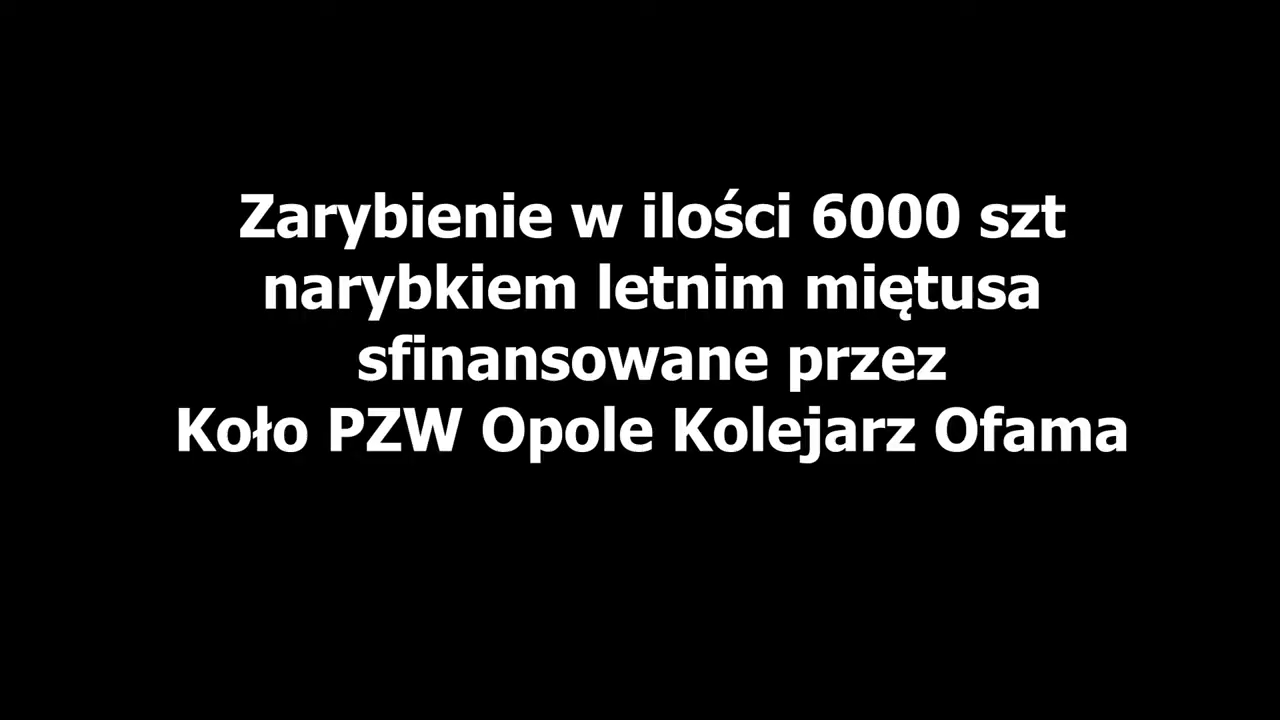 Zarybienie w ilości 6000 szt
narybkiem letnim miętusa
sfinansowane przez
Koło PZW Opole Kolejarz Ofama